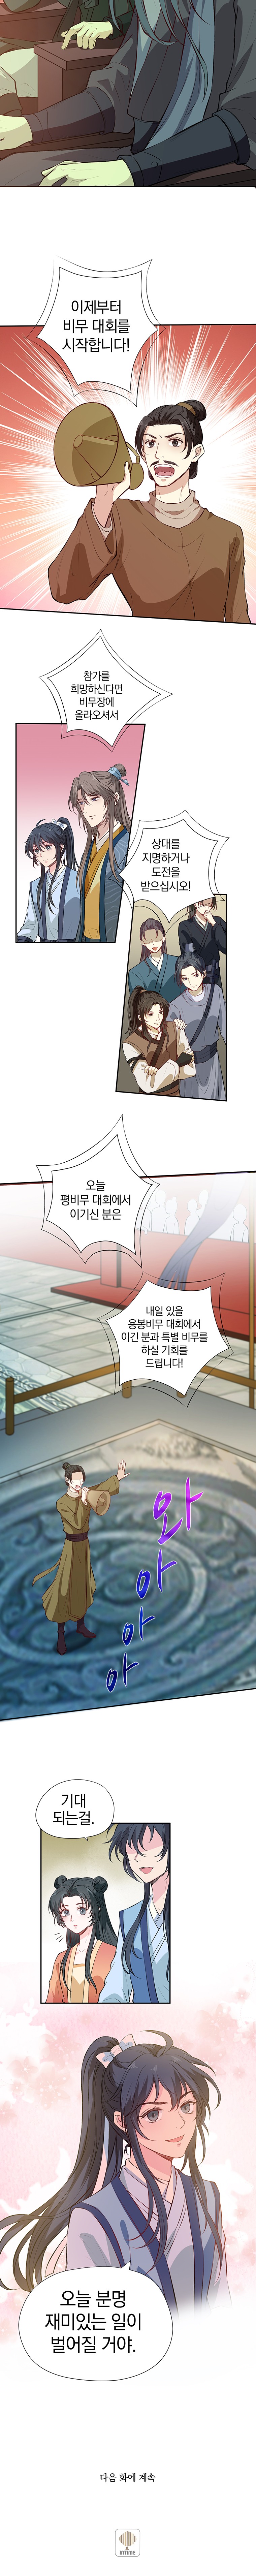 이제부터
비무 대회를
시작합니다!
참가를
희망하신다면
비무장에
올라오셔서
상대를
지명하거나
도전을
받으십시오!
오늘
평비무 대회에서
이기신 분은
내일 있을
용봉비무 대회에서
이긴 분과 특별 비무를
하실 기회를
드립니다!
와
아
아
아
기대
되는걸.
오늘 분명
재미있는 일이
벌어질 거야.
다음 화에 계속
INTIME